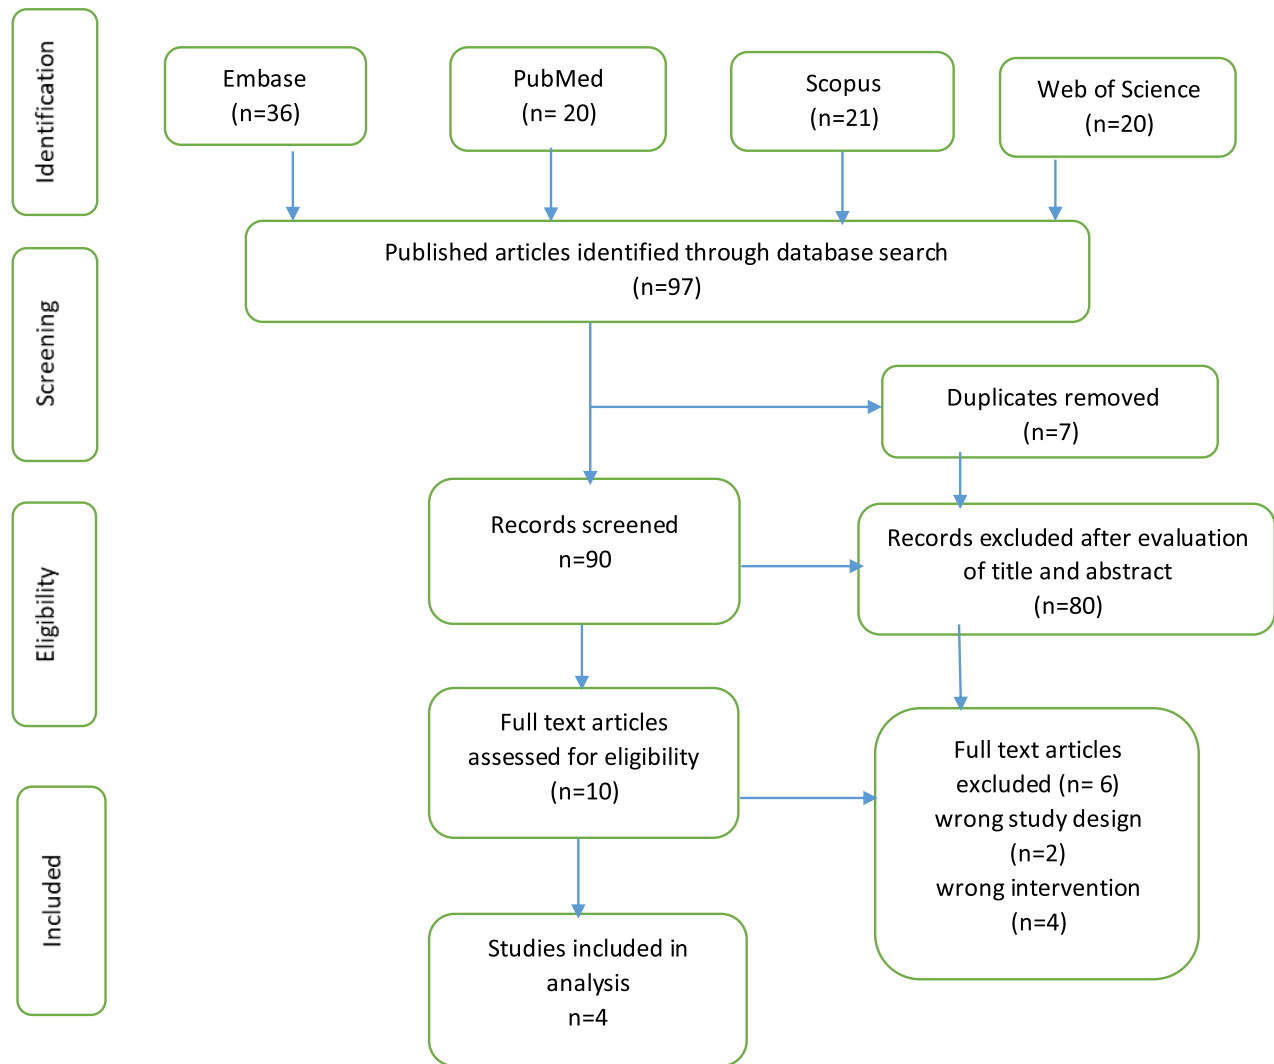 Identification
Embase
(n=36)
PubMed
(n= 20)
Scopus
(n=21)
Web of Science
(n=20)
Published articles identified through database search
(n=97)
Screening
Duplicates removed
(n=7)
Eligibility
Records screened
n=90
Records excluded after evaluation
of title and abstract
(n=80)
Full text articles
assessed for eligibility
(n=10)
Full text articles
excluded (n= 6)
wrong study design
(n=2)
wrong intervention
(n=4)
Included
Studies included in
analysis
n=4